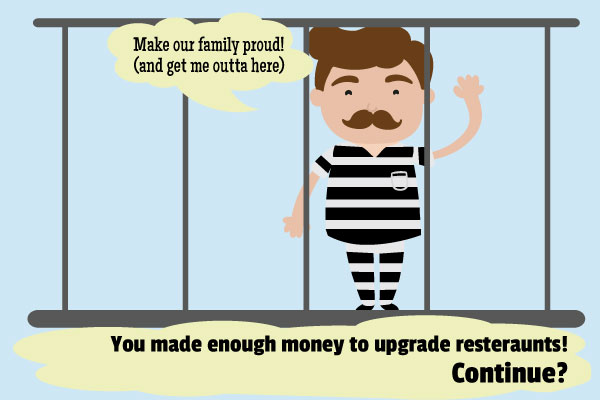 Make our family proud!
(and get me outta here)
You made enough money to upgrade resteraunts!
Continue?